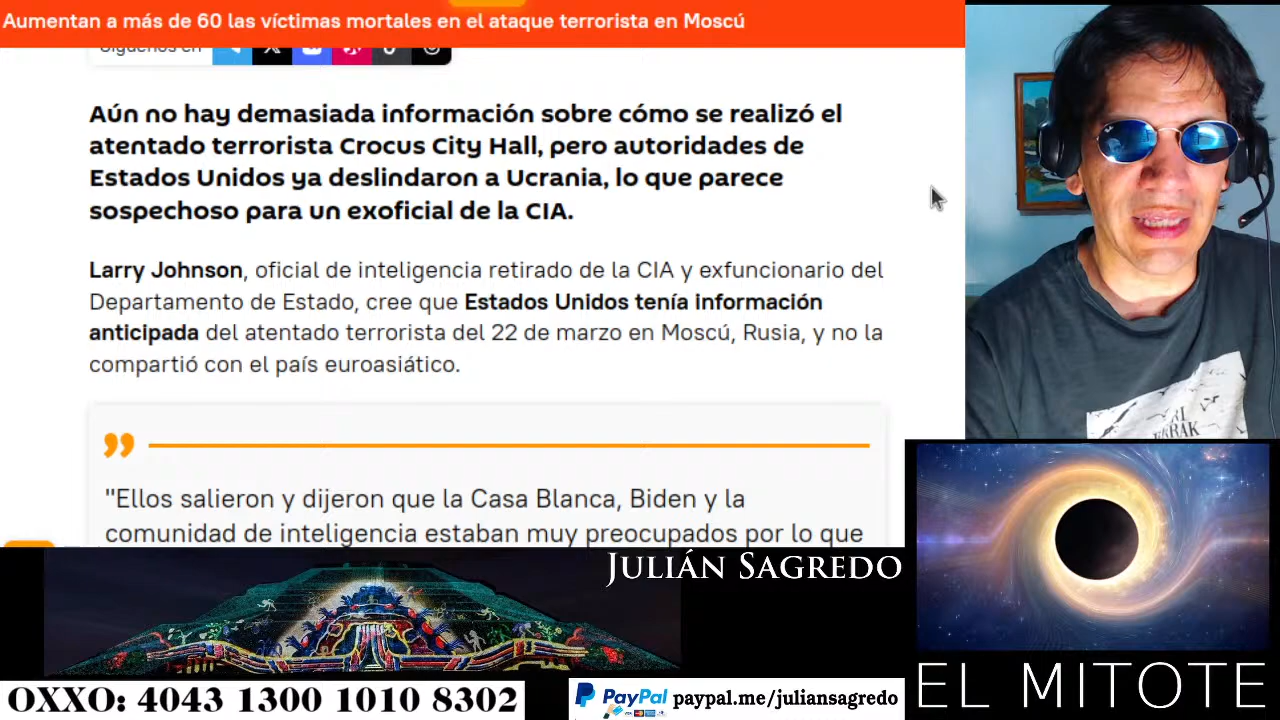 Aumentan a más de 60 las víctimas mortales en el ataque terrorista en Moscú
Síguenos en
Aún no hay demasiada información sobre cómo se realizó el
atentado terrorista Crocus City Hall, pero autoridades de
Estados Unidos ya deslindaron a Ucrania, lo que parece
sospechoso para un exoficial de la CIA.
Larry Johnson, oficial de inteligencia retirado de la CIA y exfuncionario del
Departamento de Estado, cree que Estados Unidos tenía información
anticipada del atentado terrorista del 22 de marzo en Moscú, Rusia, y no la
compartió con el país euroasiático.
"Ellos salieron y dijeron que la Casa Blanca, Biden y la
comunidad de inteligencia estaban muy preocupados por lo que
JULIÁN SAGREDO
EL MITOTE
OXXO: 4043 1300 1010 8302
PayPal paypal.me/juliansagredo